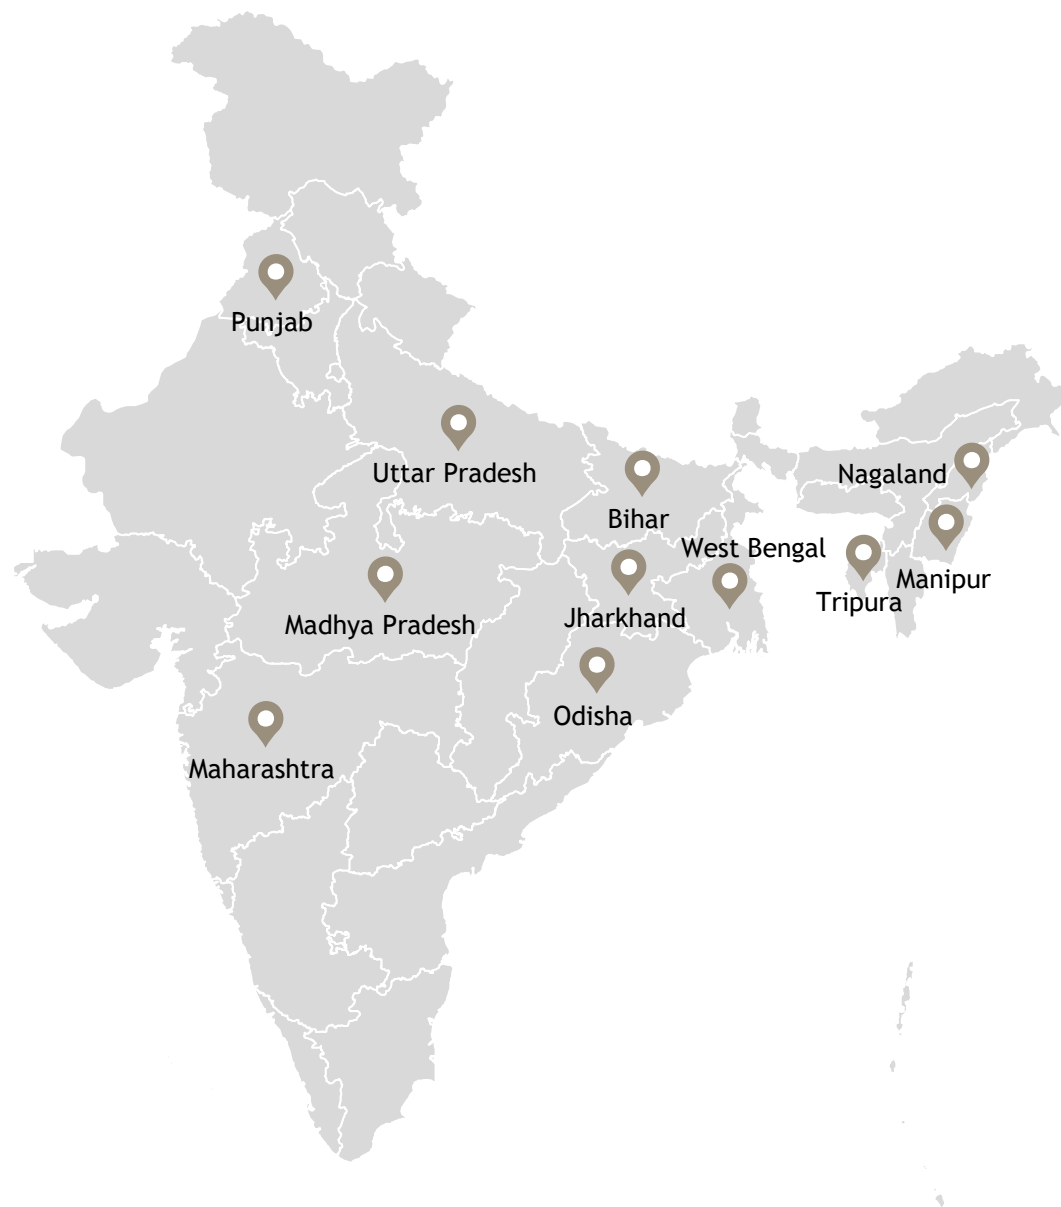 Punjab
Uttar Pradesh
Nagaland
Bihar
West Bengal
Manipur
Tripura
Jharkhand
Madhya Pradesh
Odisha
Maharashtra